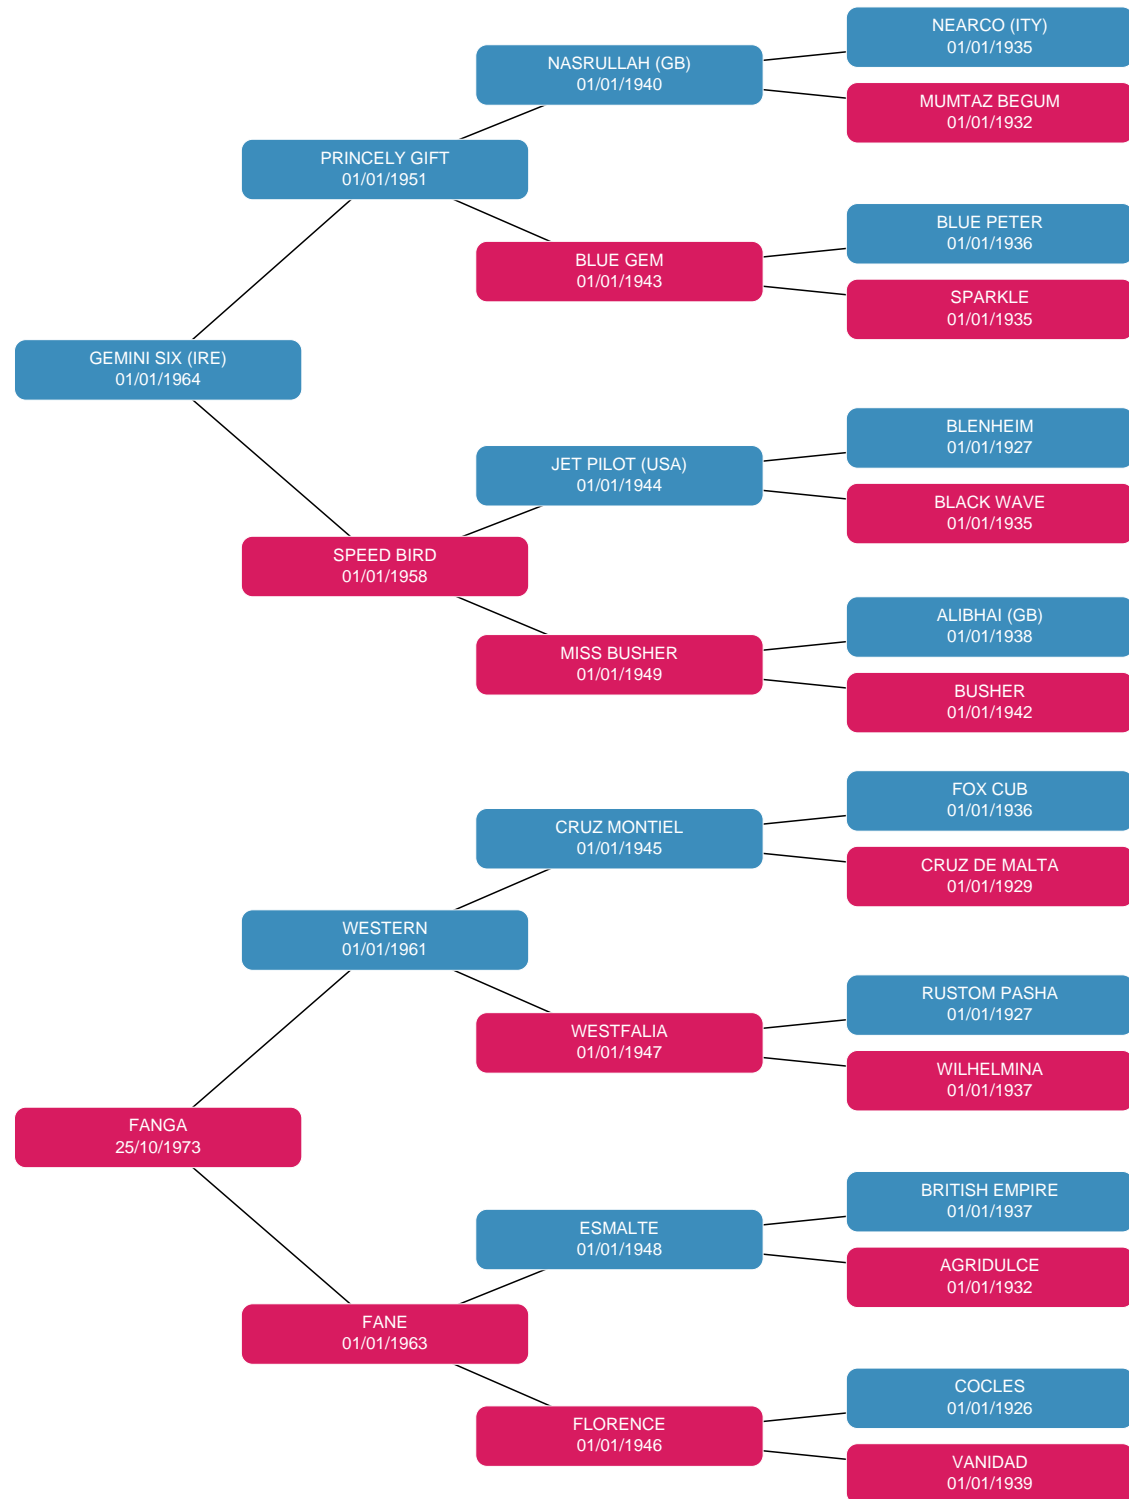 NEARCO (ITY)
01/01/1935
NASRULLAH (GB)
01/01/1940
MUMTAZ BEGUM
01/01/1932
PRINCELY GIFT
01/01/1951
BLUE PETER
01/01/1936
BLUE GEM
01/01/1943
SPARKLE
01/01/1935
GEMINI SIX (IRE)
01/01/1964
BLENHEIM
01/01/1927
JET PILOT (USA)
01/01/1944
BLACK WAVE
01/01/1935
SPEED BIRD
01/01/1958
ALIBHAI (GB)
01/01/1938
MISS BUSHER
01/01/1949
BUSHER
01/01/1942
FOX CUB
01/01/1936
CRUZ MONTIEL
01/01/1945
CRUZ DE MALTA
01/01/1929
WESTERN
01/01/1961
RUSTOM PASHA
01/01/1927
WESTFALIA
01/01/1947
WILHELMINA
01/01/1937
FANGA
25/10/1973
BRITISH EMPIRE
01/01/1937
ESMALTE
01/01/1948
AGRIDULCE
01/01/1932
FANE
01/01/1963
COCLES
01/01/1926
FLORENCE
01/01/1946
VANIDAD
01/01/1939